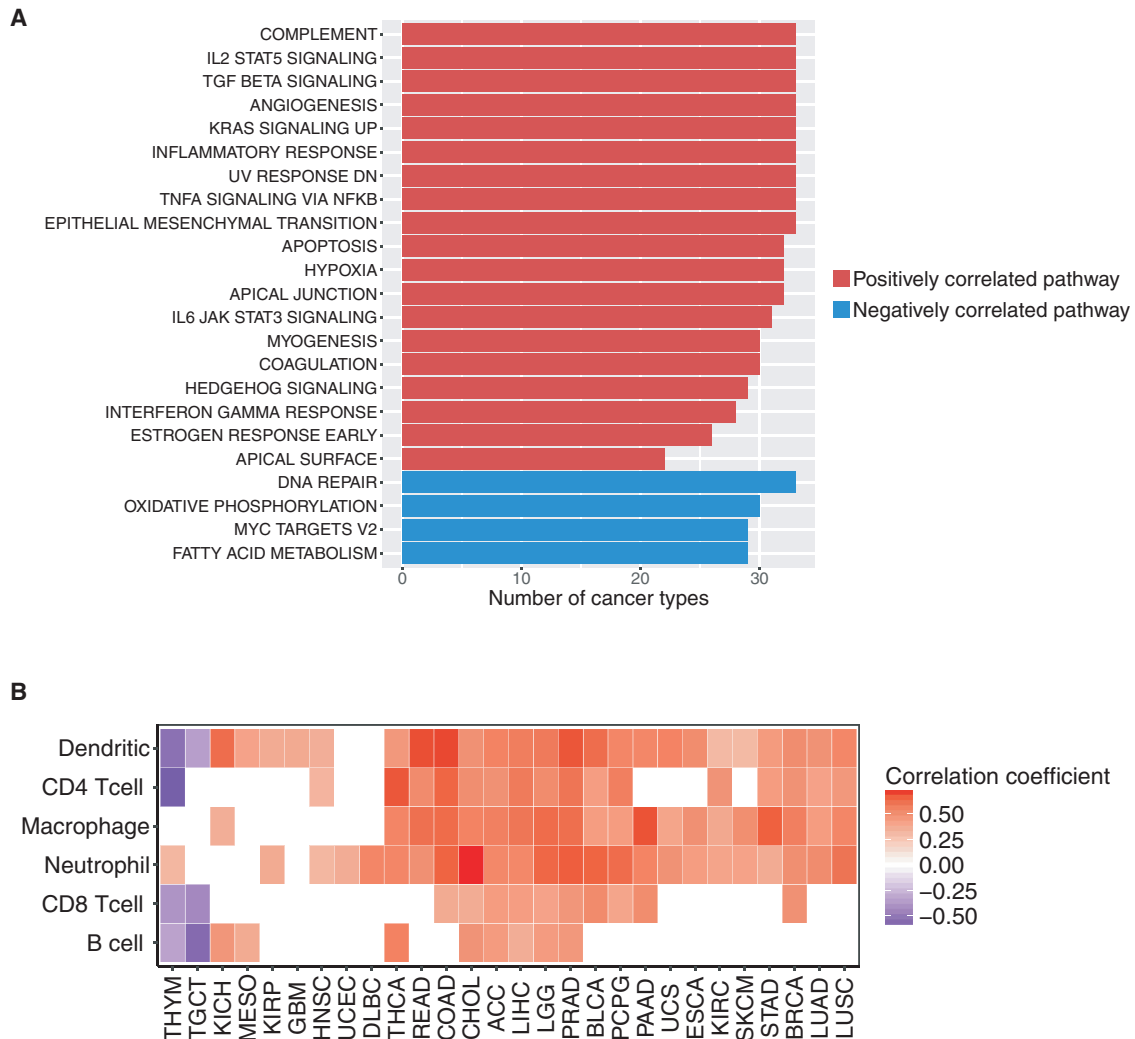 A
COMPLEMENT
IL2 STAT5 SIGNALING
TGF BETA SIGNALING
ANGIOGENESIS
KRAS SIGNALING UP
INFLAMMATORY RESPONSE
UV RESPONSE DN
TNFA SIGNALING VIA NFKB
EPITHELIAL MESENCHYMAL TRANSITION
APOPTOSIS
HYPOXIA
APICAL JUNCTION
IL6 JAK STAT3 SIGNALING
MYOGENESIS
COAGULATION
HEDGEHOG SIGNALING
INTERFERON GAMMA RESPONSE
ESTROGEN RESPONSE EARLY
APICAL SURFACE
DNA REPAIR
OXIDATIVE PHOSPHORYLATION
MYC TARGETS V2
FATTY ACID METABOLISM
0 10 20 30
Number of cancer types
Positively correlated pathway
Negatively correlated pathway
B
Dendritic
CD4 Tcell
Macrophage
Neutrophil
CD8 Tcell
B cell
THYM
TGCT
KICH
MESO
KIRP
GBM
HNSC
UCEC
DLBC
THCA
READ
COAD
CHOL
ACC
LIHC
LGG
PRAD
BLCA
PCPG
PAAD
UCS
ESCA
KIRC
SKCM
STAD
BRCA
LUAD
LUSC
Correlation coefficient
0.50
0.25
0.00
−0.25
−0.50